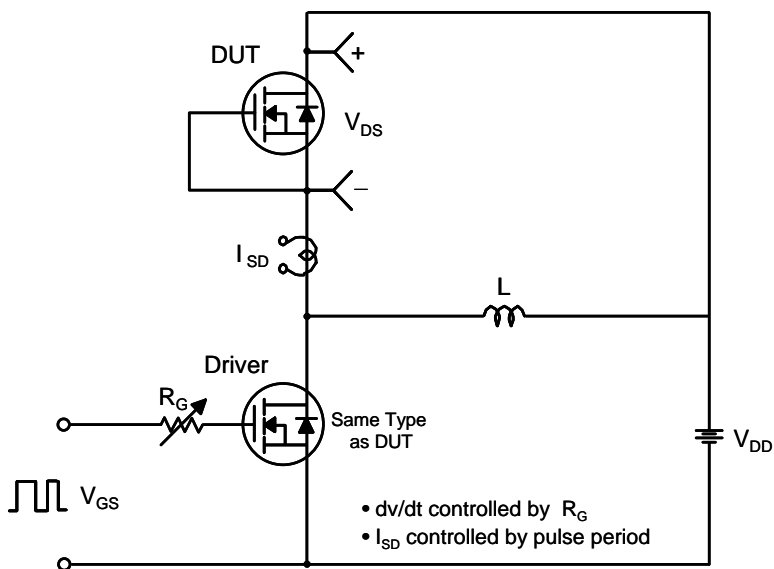 DUT
+
V_DS
−
I_SD
L
Driver
R_G
Same Type
as DUT
V_DD
V_GS
• dv/dt controlled by R_G
• I_SD controlled by pulse period